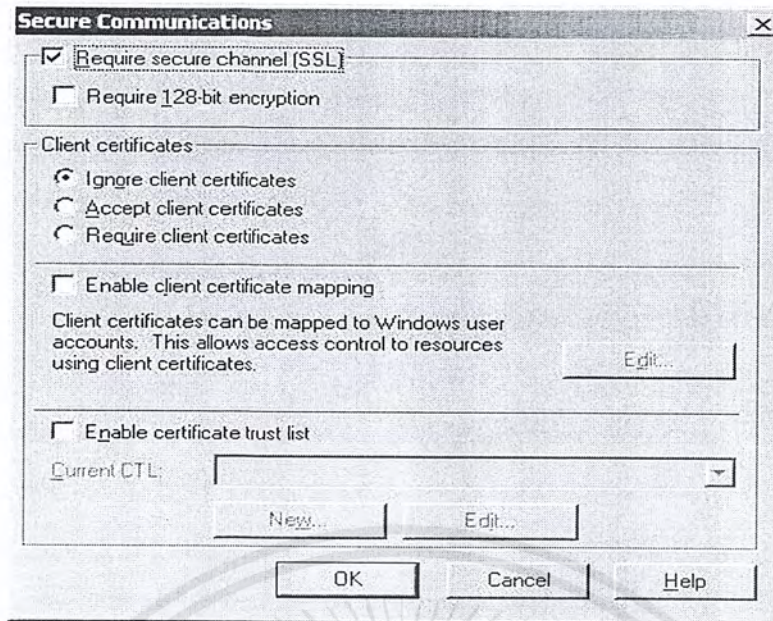 Secure Communications
Require secure channel (SSL)
Require 128-bit encryption
Client certificates
Ignore client certificates
Accept client certificates
Require client certificates
Enable client certificate mapping
Client certificates can be mapped to Windows user
accounts. This allows access control to resources
using client certificates.
Edit...
Enable certificate trust list
Current CTL:
New... Edit...
OK Cancel Help